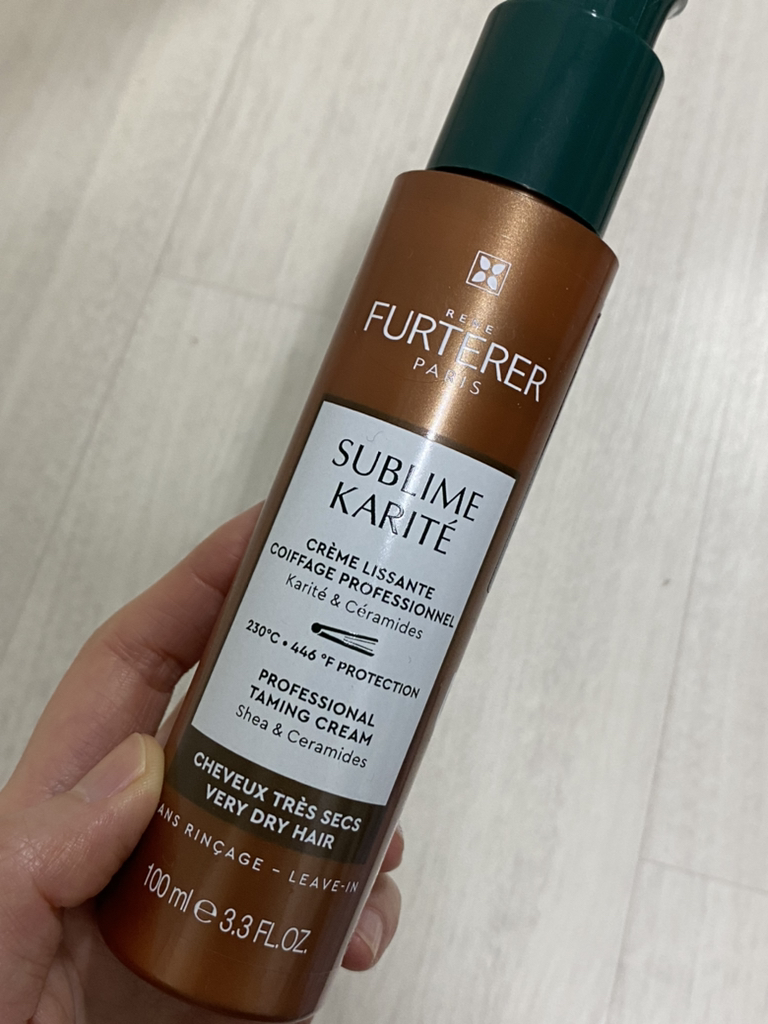 RENE
FURTERER
PARIS
SUBLIME
KARITÉ
CRÈME LISSANTE
COIFFAGE PROFESSIONNEL
Karité & Céramides
230°C • 446 °F PROTECTION
PROFESSIONAL
TAMING CREAM
Shea & Ceramides
CHEVEUX TRÈS SECS
VERY DRY HAIR
ANS RINÇAGE - LEAVE-IN
100 ml e 3.3 FL.OZ.